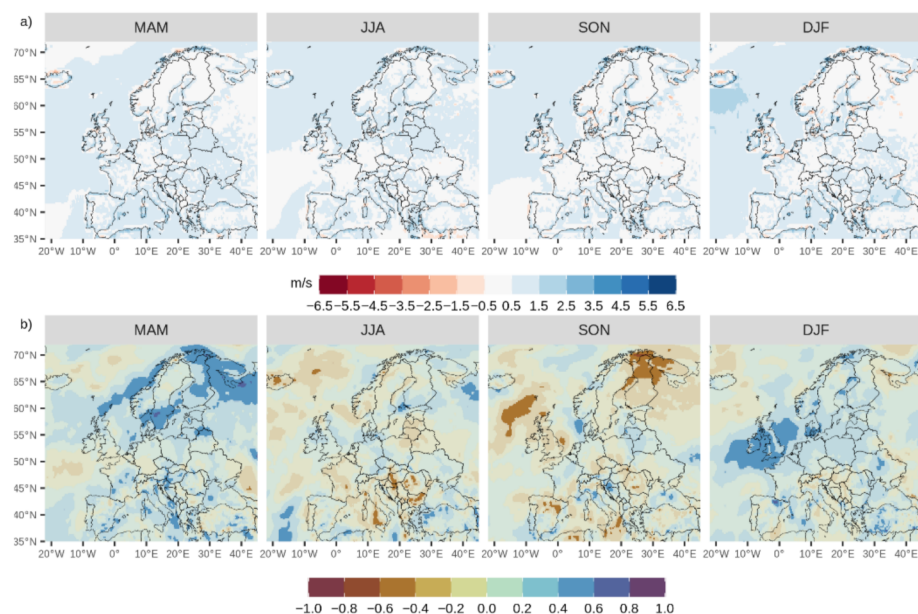 a)
MAM JJA SON DJF
70°N
65°N
60°N
55°N
50°N
45°N
40°N
35°N
20°W 10°W 0° 10°E 20°E 30°E 40°E 20°W 10°W 0° 10°E 20°E 30°E 40°E 20°W 10°W 0° 10°E 20°E 30°E 40°E 20°W 10°W 0° 10°E 20°E 30°E 40°E
m/s
−6.5−5.5−4.5−3.5−2.5−1.5−0.5 0.5 1.5 2.5 3.5 4.5 5.5 6.5
b)
MAM JJA SON DJF
70°N
65°N
60°N
55°N
50°N
45°N
40°N
35°N
20°W 10°W 0° 10°E 20°E 30°E 40°E 20°W 10°W 0° 10°E 20°E 30°E 40°E 20°W 10°W 0° 10°E 20°E 30°E 40°E 20°W 10°W 0° 10°E 20°E 30°E 40°E
−1.0 −0.8 −0.6 −0.4 −0.2 0.0 0.2 0.4 0.6 0.8 1.0